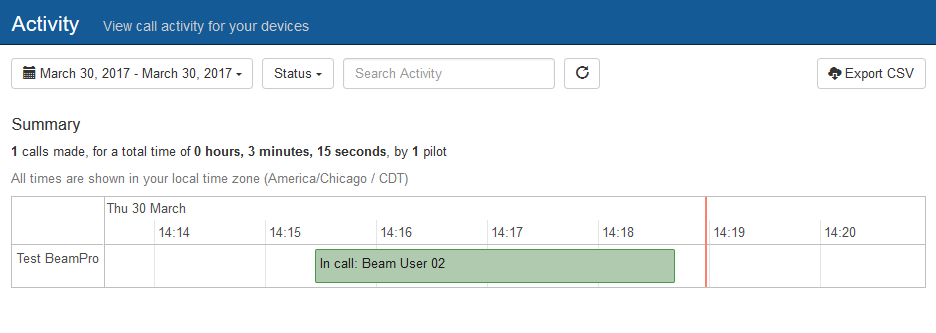 Activity View call activity for your devices
March 30, 2017 - March 30, 2017 Status Search Activity Export CSV
Summary
1 calls made, for a total time of 0 hours, 3 minutes, 15 seconds, by 1 pilot
All times are shown in your local time zone (America/Chicago / CDT)
Thu 30 March
14:14 14:15 14:16 14:17 14:18 14:19 14:20
Test BeamPro In call: Beam User 02